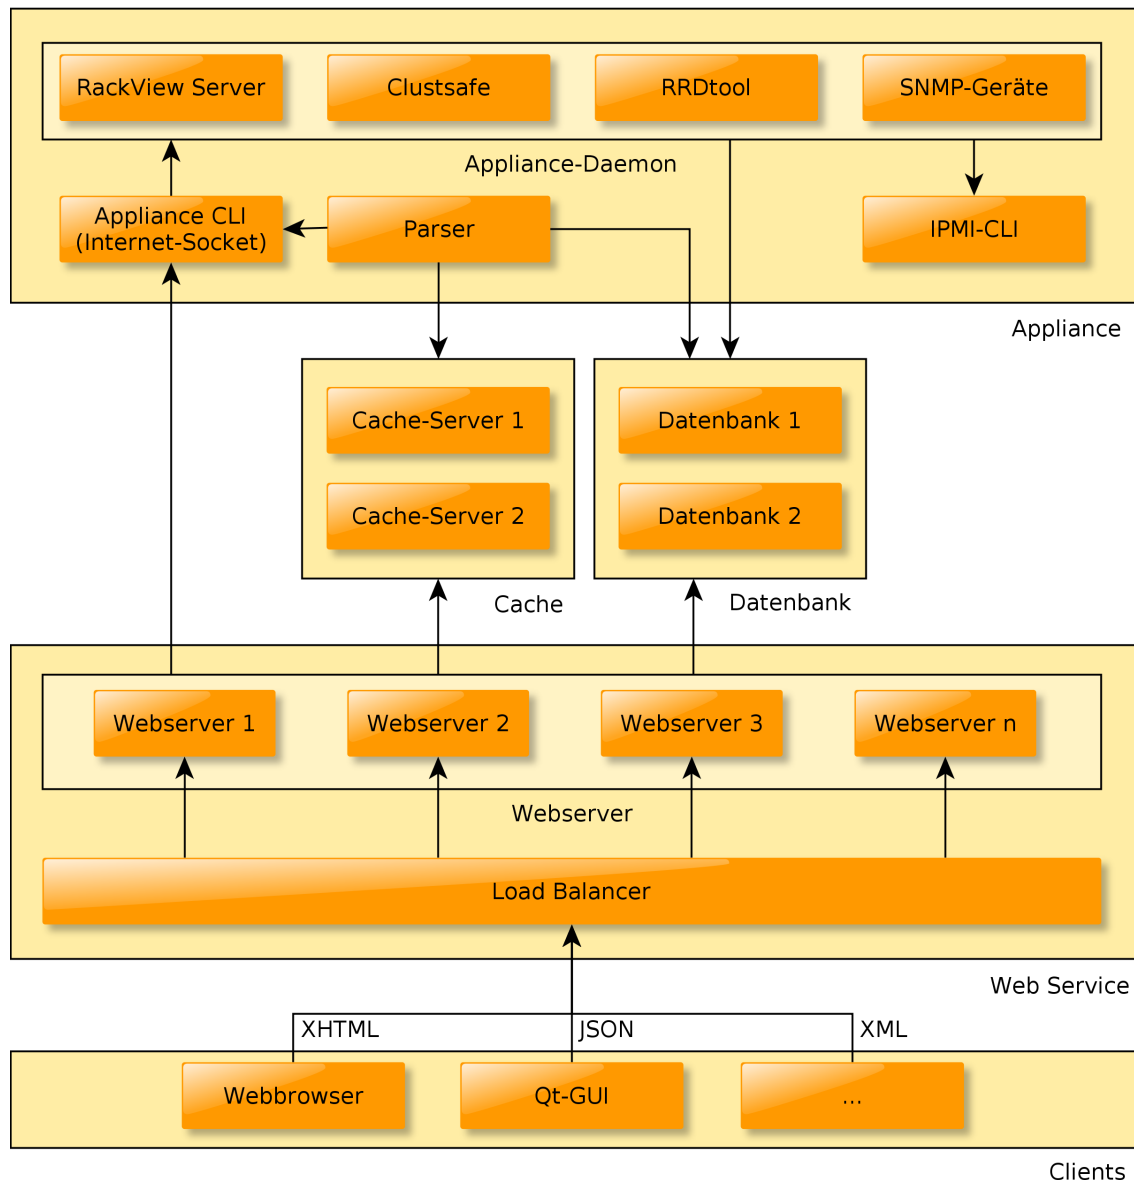 RackView Server
Clustsafe
RRDtool
SNMP-Geräte
Appliance-Daemon
Appliance CLI
(Internet-Socket)
Parser
IPMI-CLI
Appliance
Cache-Server 1
Datenbank 1
Cache-Server 2
Datenbank 2
Cache
Datenbank
Webserver 1
Webserver 2
Webserver 3
Webserver n
Webserver
Load Balancer
Web Service
XHTML
JSON
XML
Webbrowser
Qt-GUI
...
Clients